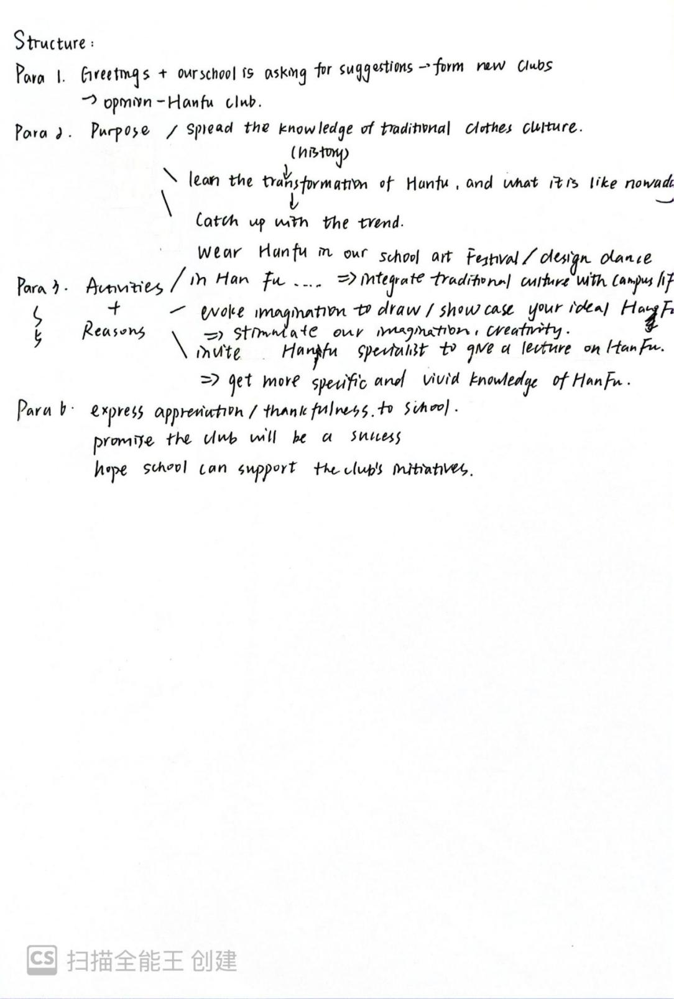 Structure :
Para 1. Greetings + our school is asking for suggestions → form new clubs
→ opinion - Hanfu club.
Para 2. Purpose / spread the knowledge of traditional clothes culture.
(history)
↓
\ learn the transformation of Hanfu, and what it is like nowada
↓
\ Catch up with the trend.
wear Hanfu in our school art Festival / design dance
Para 3. Activities / in Han fu .... => integrate traditional culture with campus lif
+ — evoke imagination to draw / showcase your ideal Han F
Reasons => stimulate our imagination, creativity.
5 \ invite Hanfu specialist to give a lecture on HanFu.
=> get more specific and vivid knowledge of HanFu.
Para 6. express appreciation / thankfulness. to school.
promise the club will be a success
hope school can support the club's initiatives.
CS 扫描全能王 创建